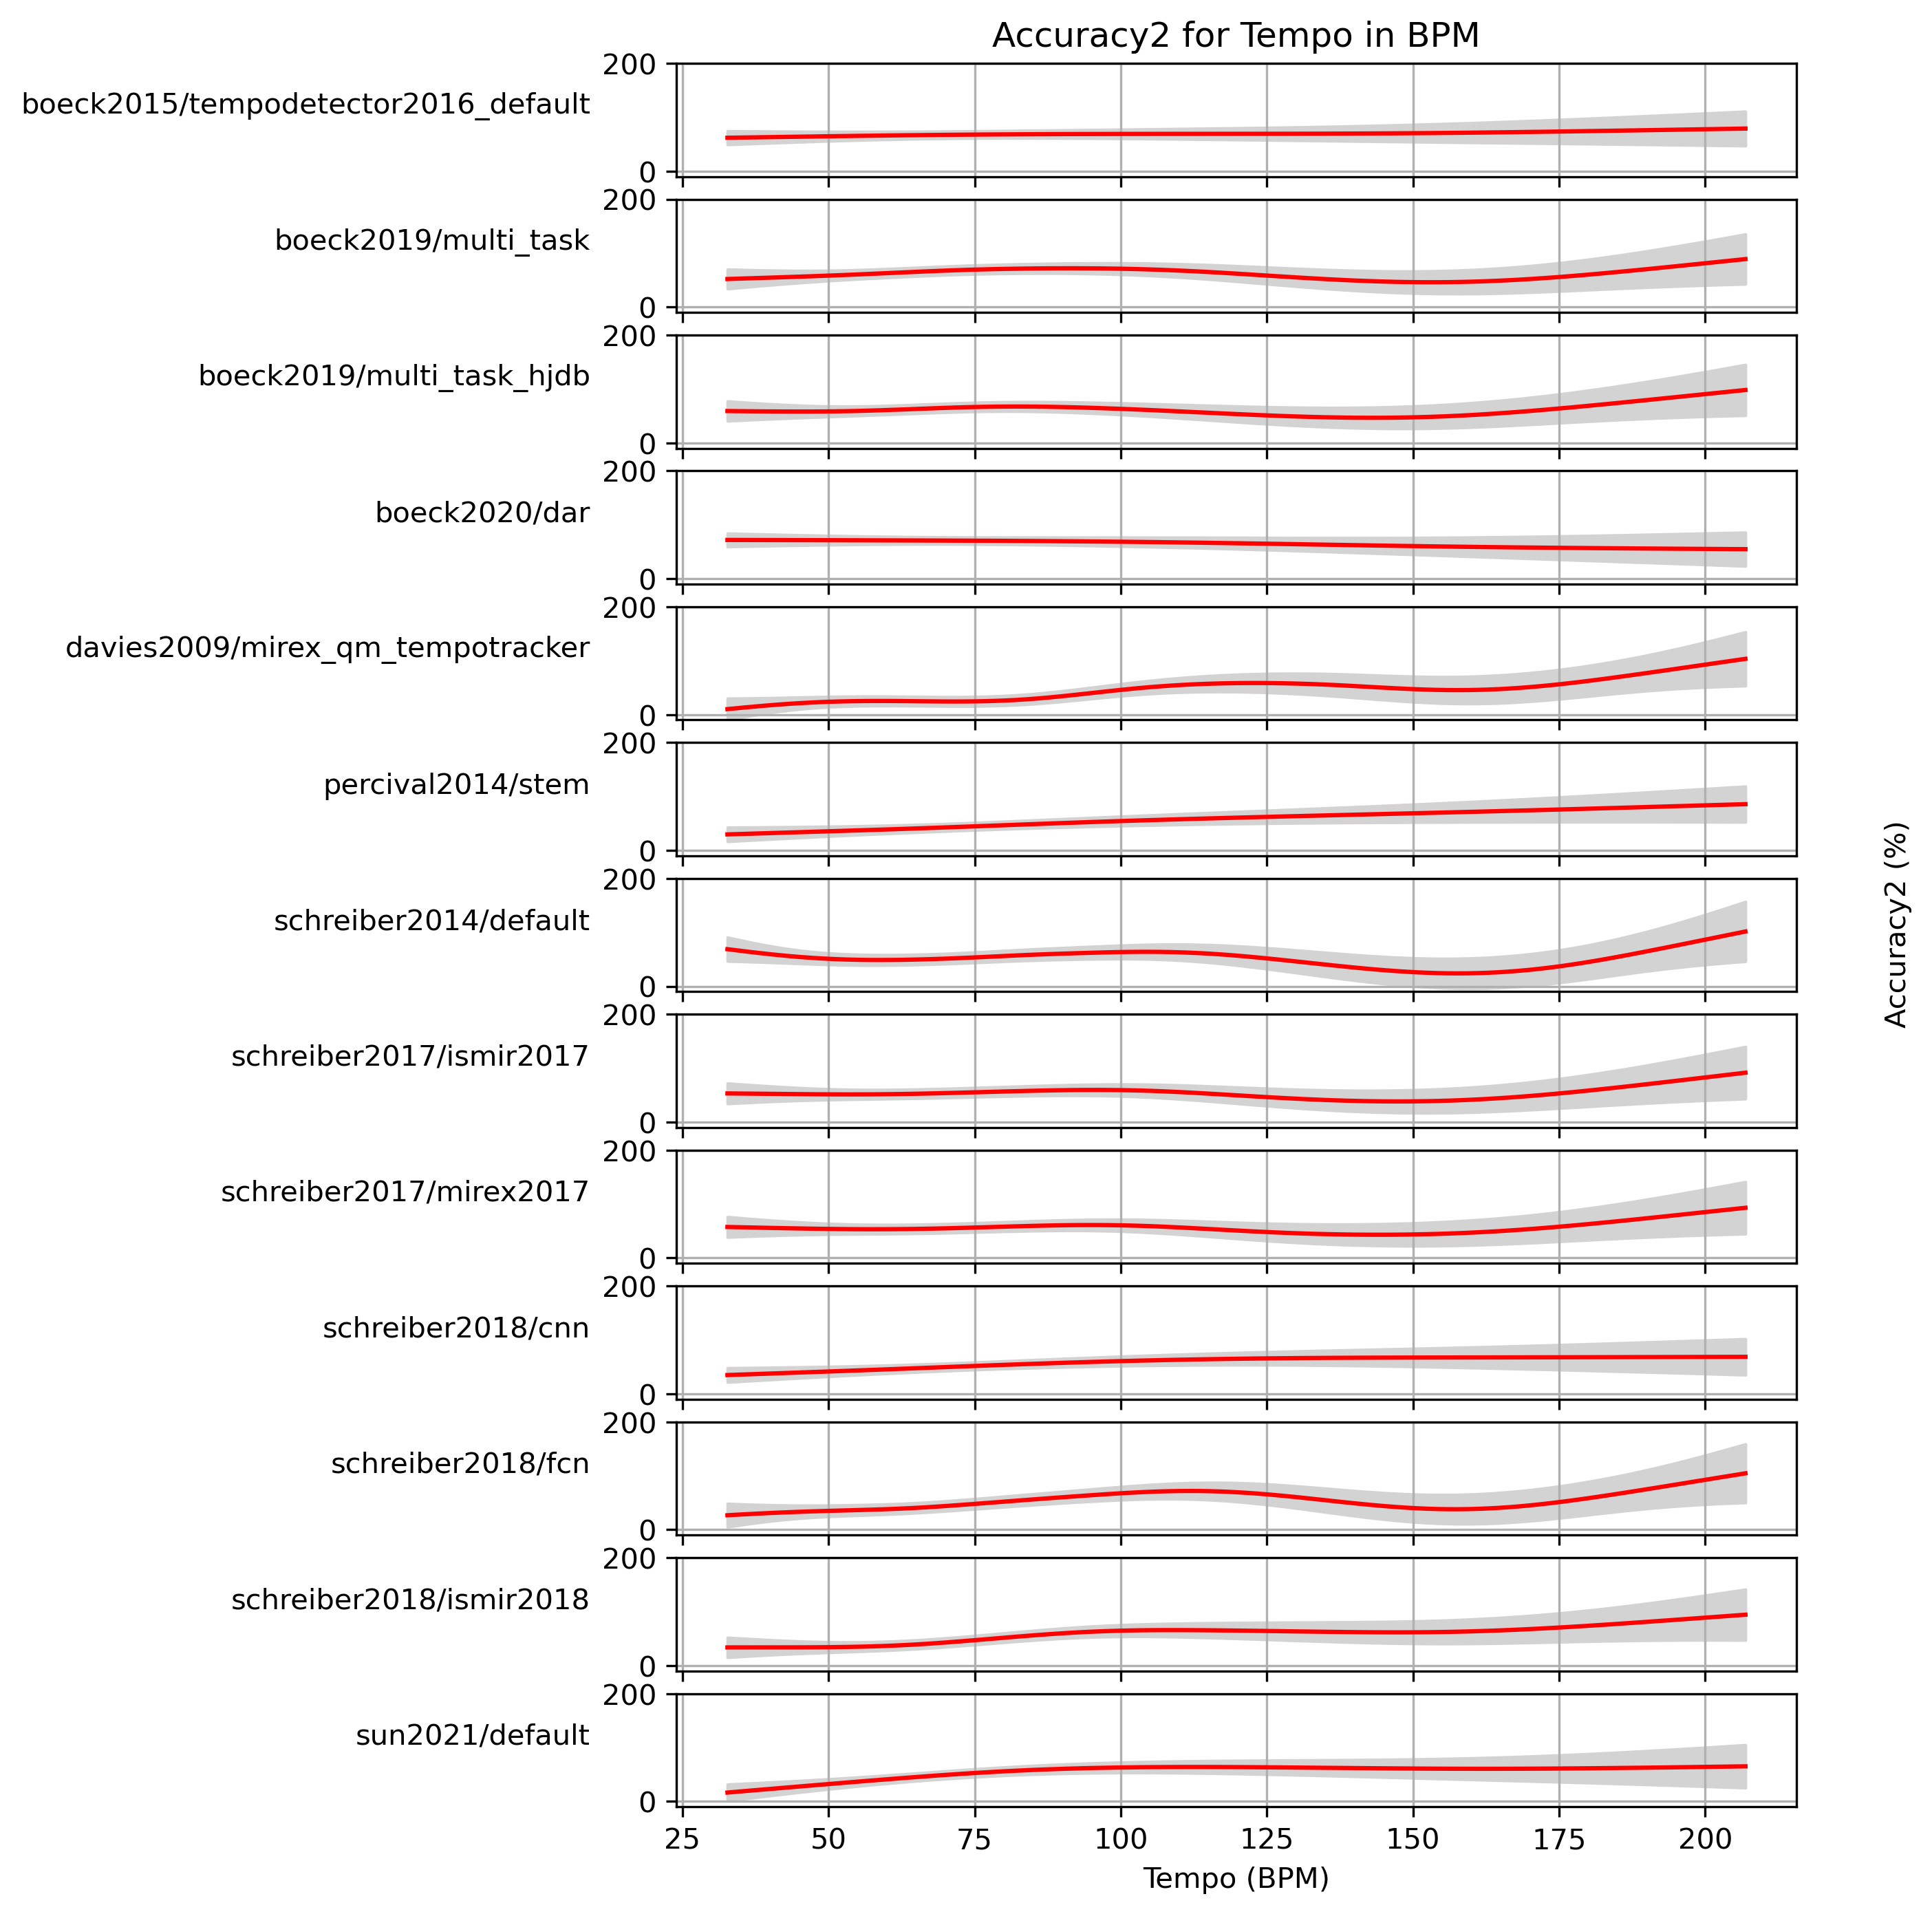 Accuracy2 for Tempo in BPM
200
boeck2015/tempodetector2016_default
0
200
boeck2019/multi_task
0
200
boeck2019/multi_task_hjdb
0
200
boeck2020/dar
0
200
davies2009/mirex_qm_tempotracker
0
200
percival2014/stem
0
200
schreiber2014/default
0
Accuracy2 (%)
200
schreiber2017/ismir2017
0
200
schreiber2017/mirex2017
0
200
schreiber2018/cnn
0
200
schreiber2018/fcn
0
200
schreiber2018/ismir2018
0
200
sun2021/default
0
25 50 75 100 125 150 175 200
Tempo (BPM)